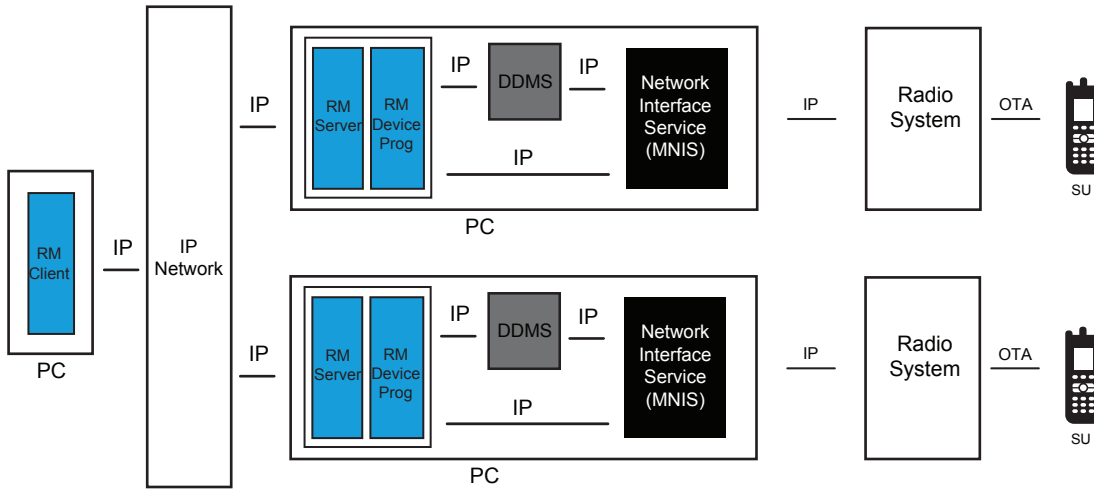 IP
DDMS
IP
Network
Interface
Service
(MNIS)
RM
Server
RM
Device
Prog
IP
IP
IP
Radio
System
OTA
SU
PC
RM
Client
IP
IP
Network
PC
IP
DDMS
IP
Network
Interface
Service
(MNIS)
RM
Server
RM
Device
Prog
IP
IP
IP
Radio
System
OTA
SU
PC